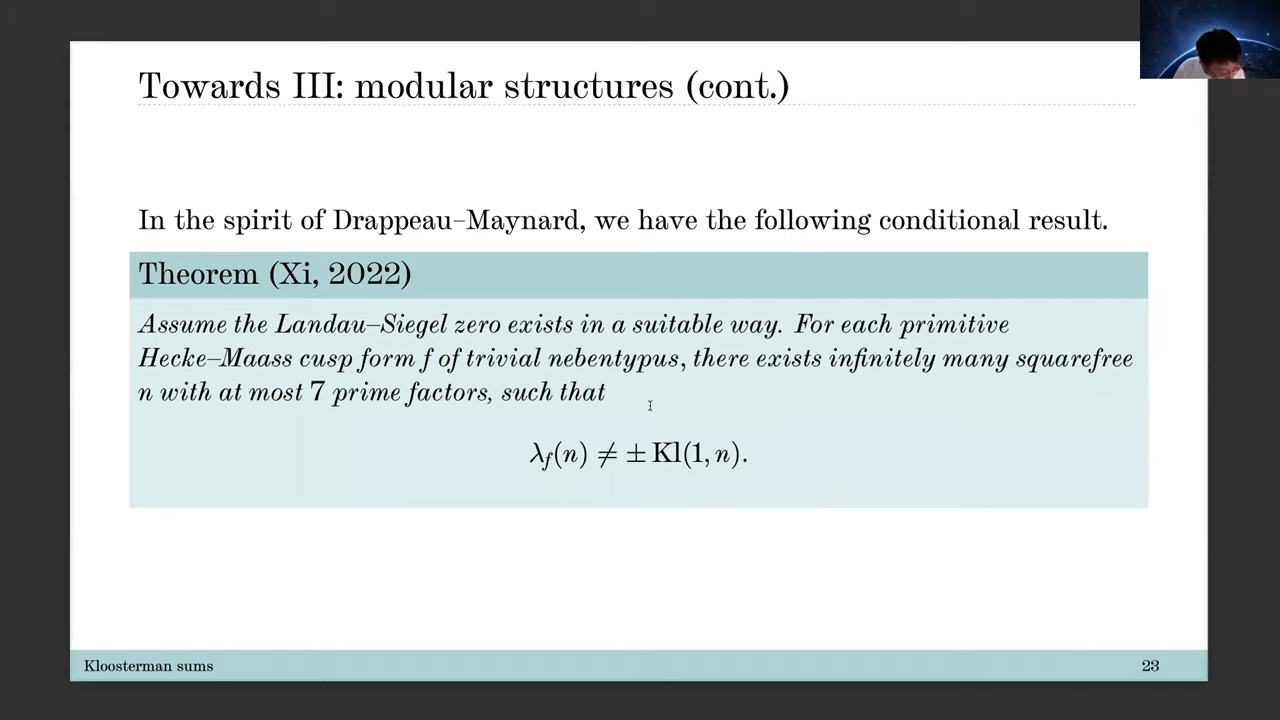 Towards III: modular structures (cont.)
In the spirit of Drappeau–Maynard, we have the following conditional result.
Theorem (Xi, 2022)
Assume the Landau–Siegel zero exists in a suitable way. For each primitive
Hecke–Maass cusp form f of trivial nebentypus, there exists infinitely many squarefree
n with at most 7 prime factors, such that
λ_f(n) ≠ ± Kl(1, n).
Kloosterman sums
23